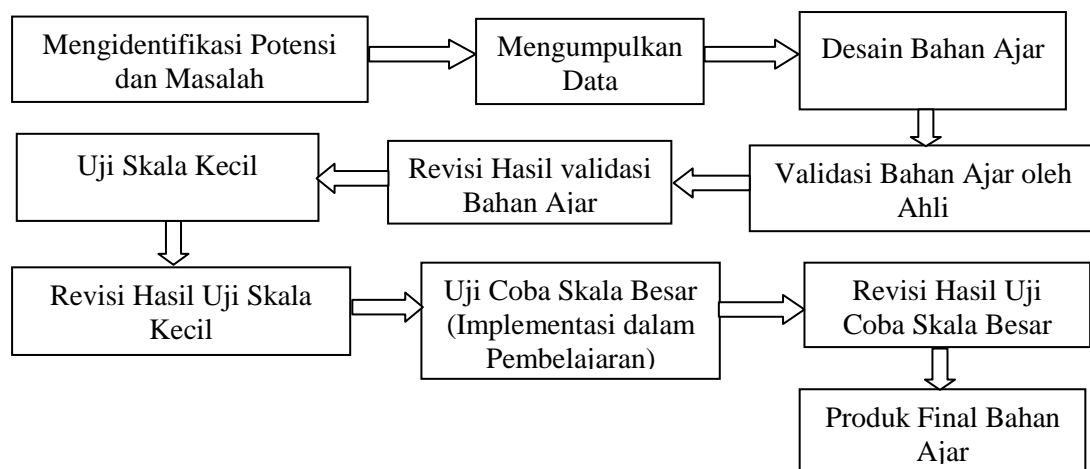 Mengidentifikasi Potensi
dan Masalah
Mengumpulkan
Data
Desain Bahan Ajar
Validasi Bahan Ajar oleh
Ahli
Revisi Hasil validasi
Bahan Ajar
Uji Skala Kecil
Revisi Hasil Uji Skala
Kecil
Uji Coba Skala Besar
(Implementasi dalam
Pembelajaran)
Revisi Hasil Uji
Coba Skala Besar
Produk Final Bahan
Ajar